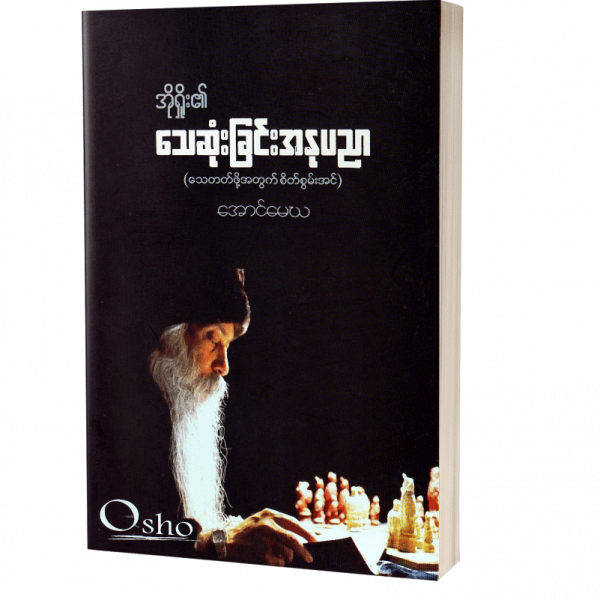 အိုရှိုး၏
သေဆုံးခြင်းအနုပညာ
(သေတတ်ဖို့အတွက် စိတ်စွမ်းအင်)
အောင်မေဃ
Osho